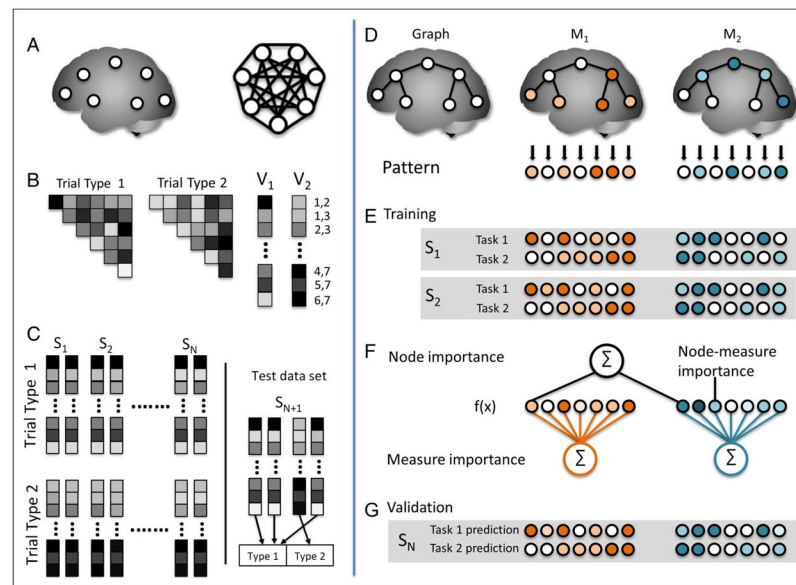 A
B
Trial Type 1 Trial Type 2 V1 V2
1,2
1,3
2,3
4,7
5,7
6,7
C
S1 S2 SN
Trial Type 1
Trial Type 2
Test data set
SN+1
Type 1 Type 2
D Graph M1 M2
Pattern
E Training
S1 Task 1
Task 2
S2 Task 1
Task 2
F
Node importance Σ Node-measure
importance
f(x)
Measure importance Σ Σ
G Validation
SN Task 1 prediction
Task 2 prediction